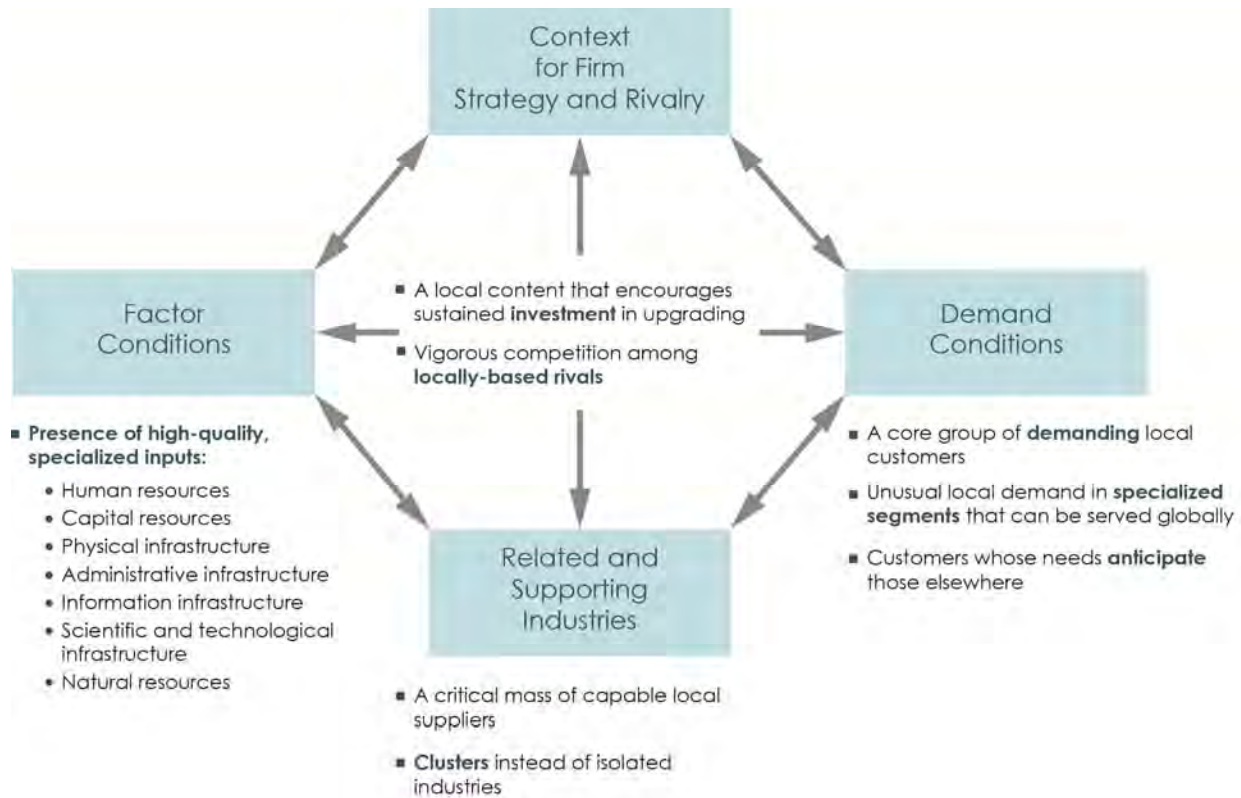 Context
for Firm
Strategy and Rivalry
Factor
Conditions
■ A local content that encourages
sustained investment in upgrading
■ Vigorous competition among
locally-based rivals
Demand
Conditions
■ Presence of high-quality,
specialized inputs:
• Human resources
• Capital resources
• Physical infrastructure
• Administrative infrastructure
• Information infrastructure
• Scientific and technological
infrastructure
• Natural resources
Related and
Supporting
Industries
■ A critical mass of capable local
suppliers
■ Clusters instead of isolated
industries
■ A core group of demanding local
customers
■ Unusual local demand in specialized
segments that can be served globally
■ Customers whose needs anticipate
those elsewhere